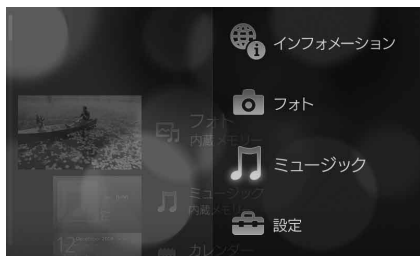 インフォメーション
フォト
ミュージック
設定
フォト
内蔵メモリー
ミュージック
内蔵メモリー
カレンダー
12